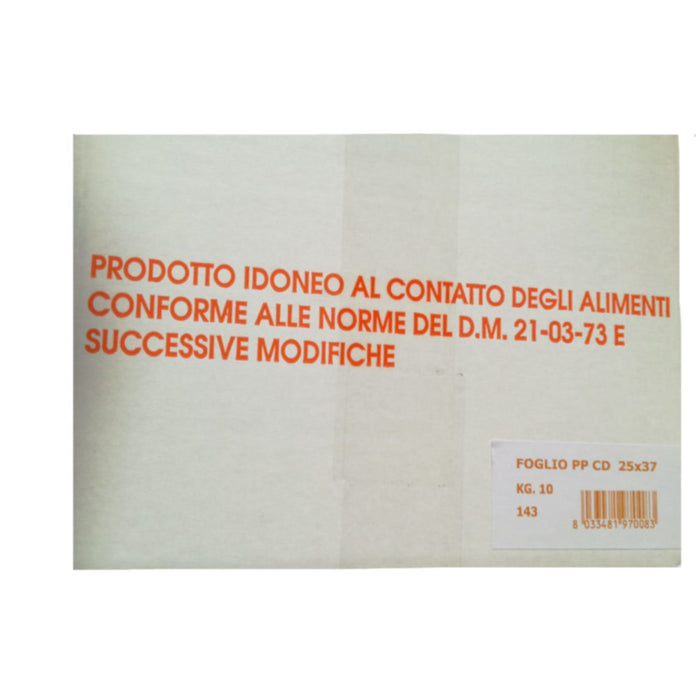 PRODOTTO IDONEO AL CONTATTO DEGLI ALIMENTI
CONFORME ALLE NORME DEL D.M. 21-03-73 E
SUCCESSIVE MODIFICHE
FOGLIO PP CD 25x37
KG. 10
143
8 033481 970083